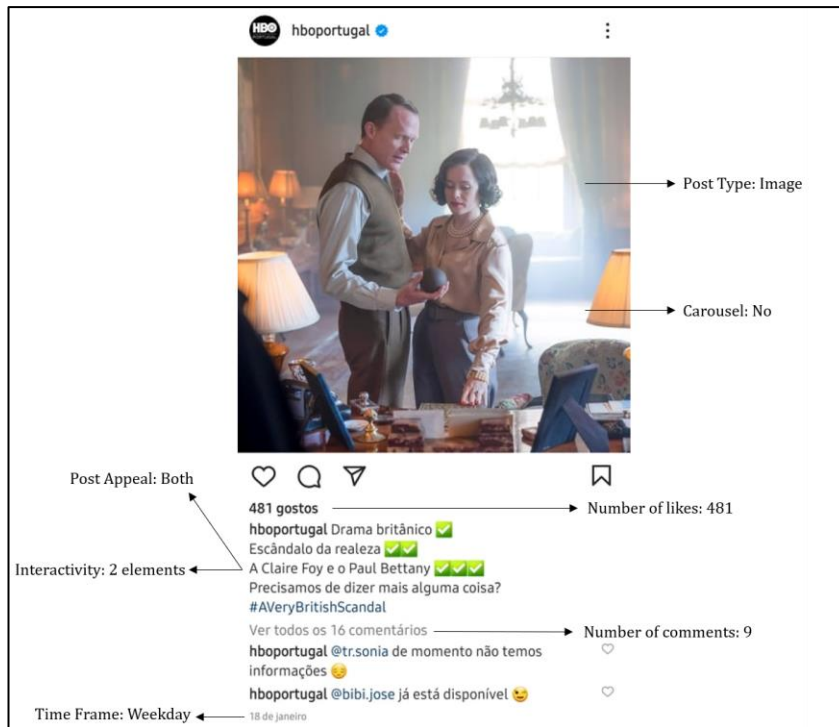 HBO
PORTUGAL
hboportugal
Post Type: Image
Carousel: No
Post Appeal: Both
481 gostos
Number of likes: 481
hboportugal Drama britânico ✅
Escândalo da realeza ✅✅
Interactivity: 2 elements
A Claire Foy e o Paul Bettany ✅✅✅
Precisamos de dizer mais alguma coisa?
#AVeryBritishScandal
Ver todos os 16 comentários
Number of comments: 9
hboportugal @tr.sonia de momento não temos
informações 😔
hboportugal @bibi.jose já está disponível 😉
Time Frame: Weekday
18 de janeiro